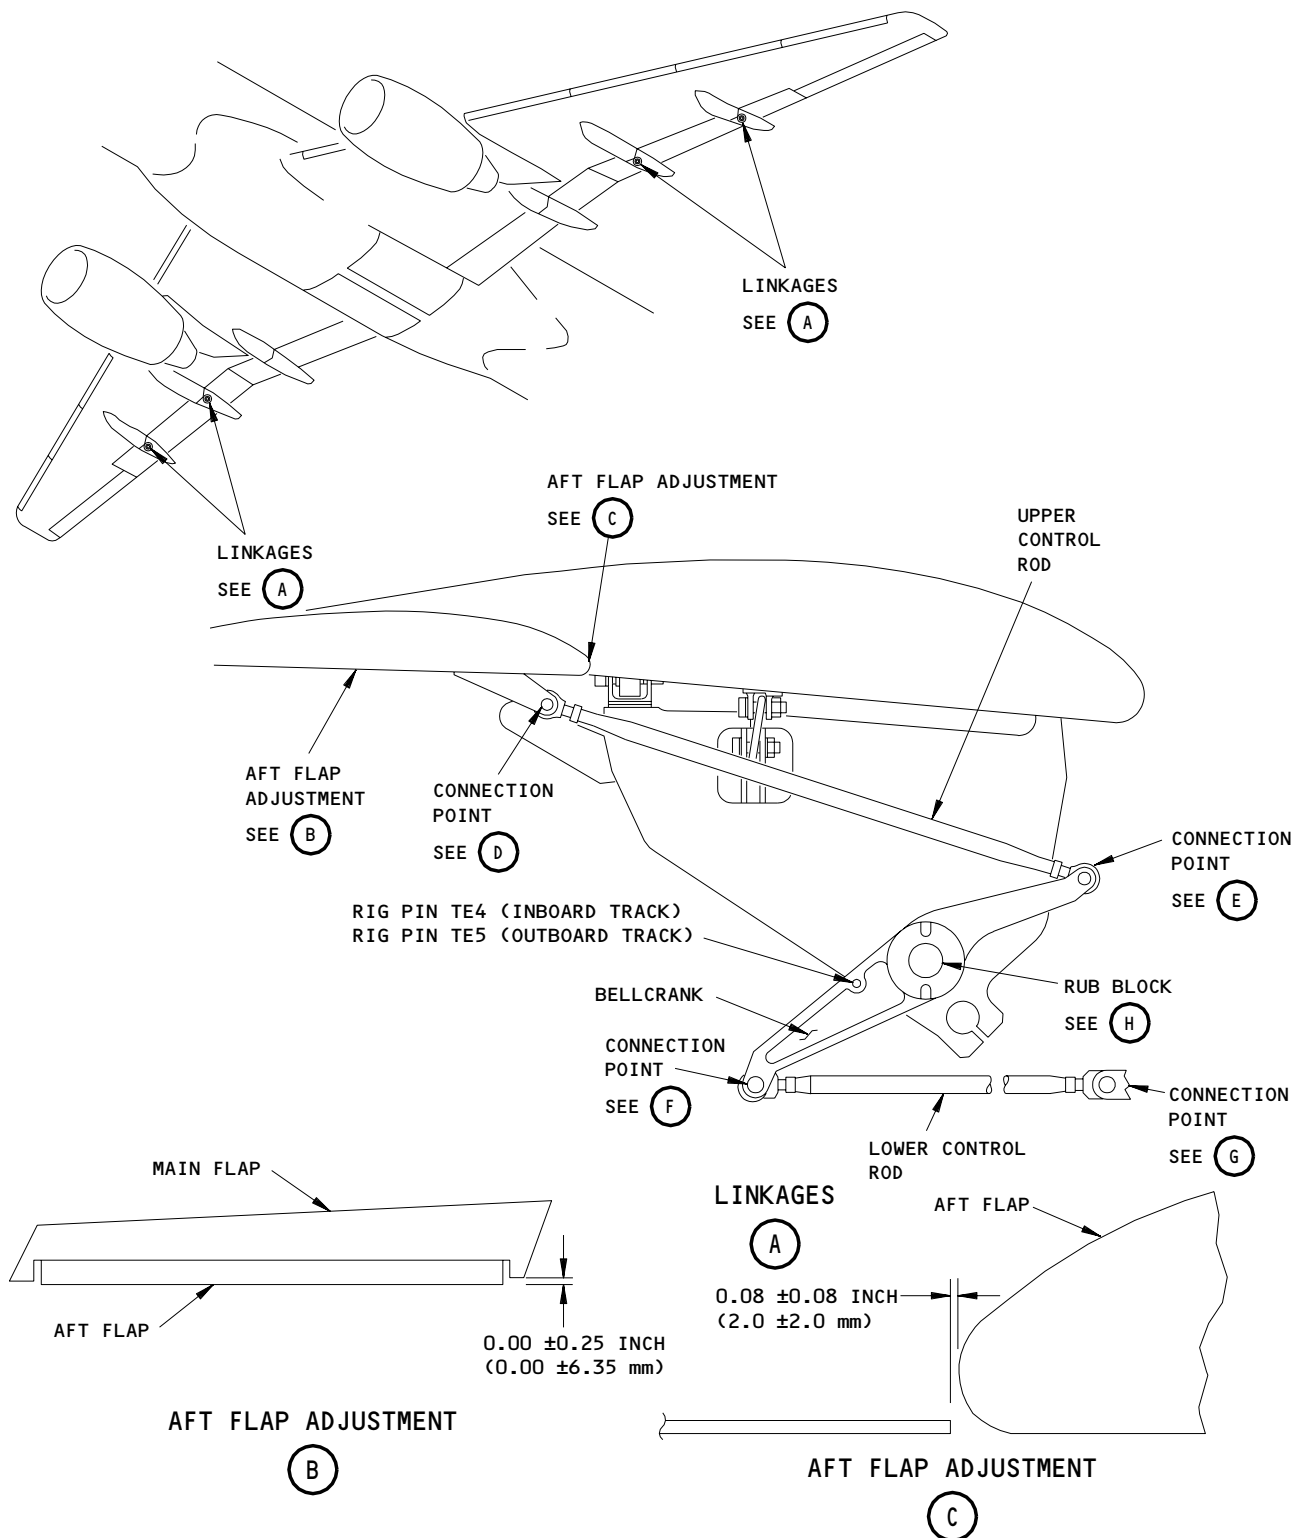 LINKAGES
SEE A
LINKAGES
SEE A
AFT FLAP ADJUSTMENT
SEE C
UPPER
CONTROL
ROD
AFT FLAP
ADJUSTMENT
SEE B
CONNECTION
POINT
SEE D
CONNECTION
POINT
SEE E
RIG PIN TE4 (INBOARD TRACK)
RIG PIN TE5 (OUTBOARD TRACK)
BELLCRANK
RUB BLOCK
SEE H
CONNECTION
POINT
SEE F
CONNECTION
POINT
SEE G
LOWER CONTROL
ROD
LINKAGES
A
MAIN FLAP
AFT FLAP
0.00 ±0.25 INCH
(0.00 ±6.35 mm)
AFT FLAP ADJUSTMENT
B
AFT FLAP
0.08 ±0.08 INCH
(2.0 ±2.0 mm)
AFT FLAP ADJUSTMENT
C